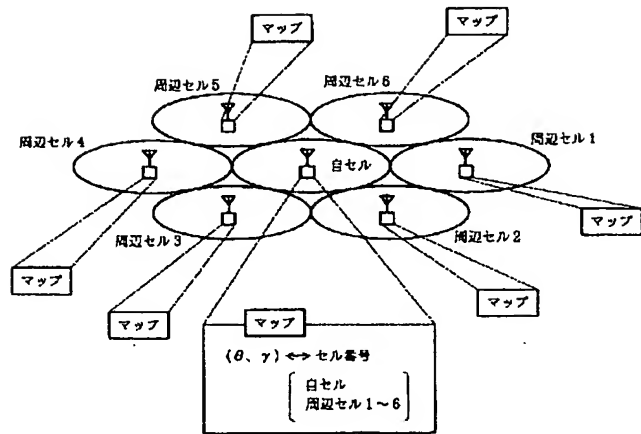 マップ
マップ
周辺セル5
周辺セル6
周辺セル4
周辺セル1
自セル
周辺セル3
周辺セル2
マップ
マップ
マップ
マップ
マップ
(θ、γ) ⟷ セル番号
自セル
周辺セル1～6